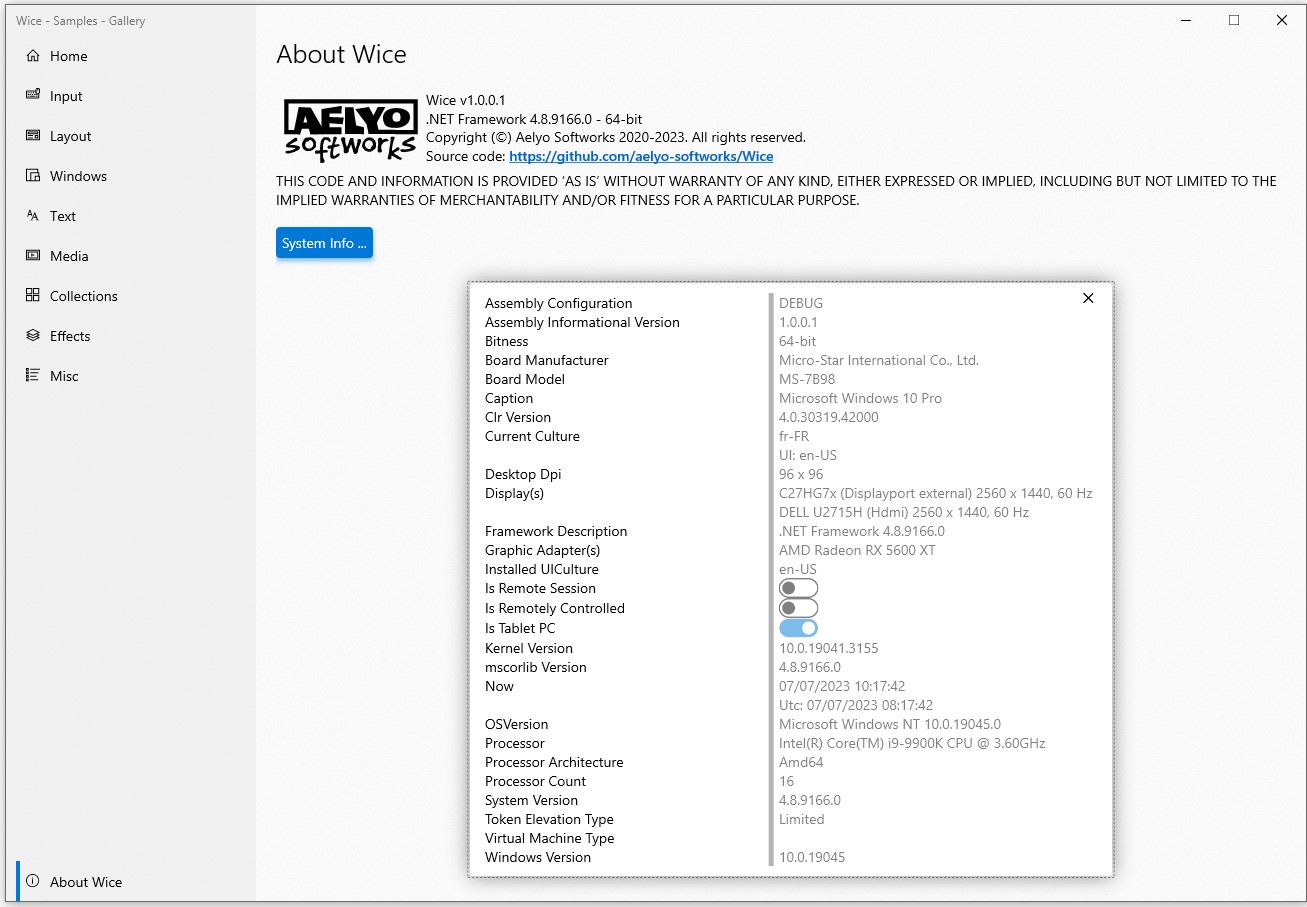 Wice - Samples - Gallery
Home
Input
Layout
Windows
Text
Media
Collections
Effects
Misc
About Wice
About Wice
AELYO
softworks
Wice v1.0.0.1
.NET Framework 4.8.9166.0 - 64-bit
Copyright (©) Aelyo Softworks 2020-2023. All rights reserved.
Source code: https://github.com/aelyo-softworks/Wice
THIS CODE AND INFORMATION IS PROVIDED ‘AS IS’ WITHOUT WARRANTY OF ANY KIND, EITHER EXPRESSED OR IMPLIED, INCLUDING BUT NOT LIMITED TO THE
IMPLIED WARRANTIES OF MERCHANTABILITY AND/OR FITNESS FOR A PARTICULAR PURPOSE.
System Info ...
Assembly Configuration DEBUG
Assembly Informational Version 1.0.0.1
Bitness 64-bit
Board Manufacturer Micro-Star International Co., Ltd.
Board Model MS-7B98
Caption Microsoft Windows 10 Pro
Clr Version 4.0.30319.42000
Current Culture fr-FR
UI: en-US
Desktop Dpi 96 x 96
Display(s) C27HG7x (Displayport external) 2560 x 1440, 60 Hz
DELL U2715H (Hdmi) 2560 x 1440, 60 Hz
Framework Description .NET Framework 4.8.9166.0
Graphic Adapter(s) AMD Radeon RX 5600 XT
Installed UICulture en-US
Is Remote Session
Is Remotely Controlled
Is Tablet PC
Kernel Version 10.0.19041.3155
mscorlib Version 4.8.9166.0
Now 07/07/2023 10:17:42
Utc: 07/07/2023 08:17:42
OSVersion Microsoft Windows NT 10.0.19045.0
Processor Intel(R) Core(TM) i9-9900K CPU @ 3.60GHz
Processor Architecture Amd64
Processor Count 16
System Version 4.8.9166.0
Token Elevation Type Limited
Virtual Machine Type
Windows Version 10.0.19045